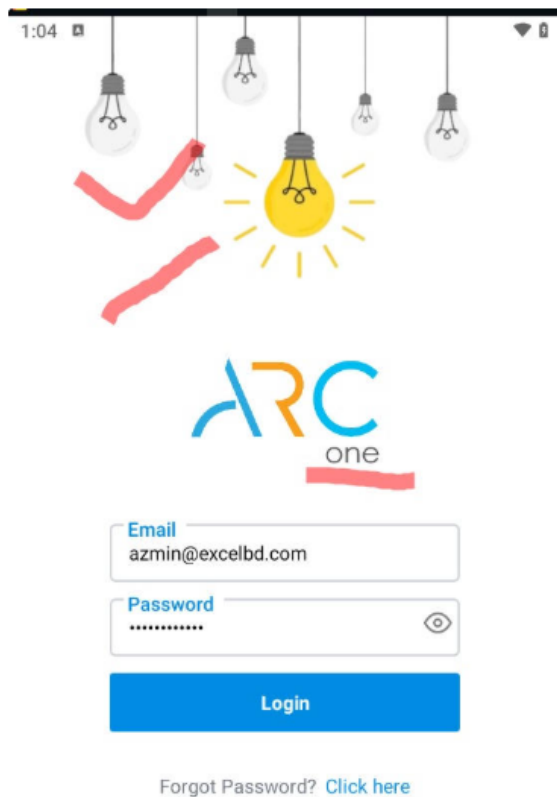 1:04
ARC
one
Email
azmin@excelbd.com
Password
••••••••••••
Login
Forgot Password? Click here